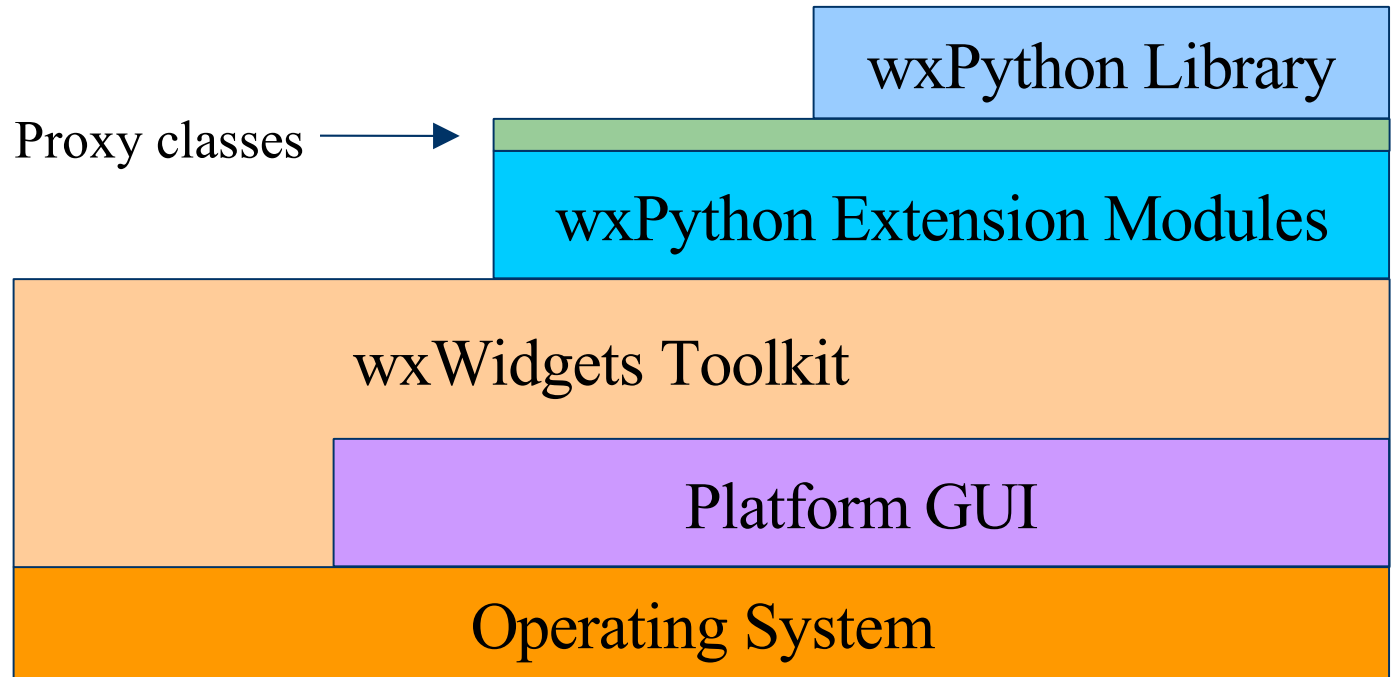 wxPython Library
Proxy classes
wxPython Extension Modules
wxWidgets Toolkit
Platform GUI
Operating System